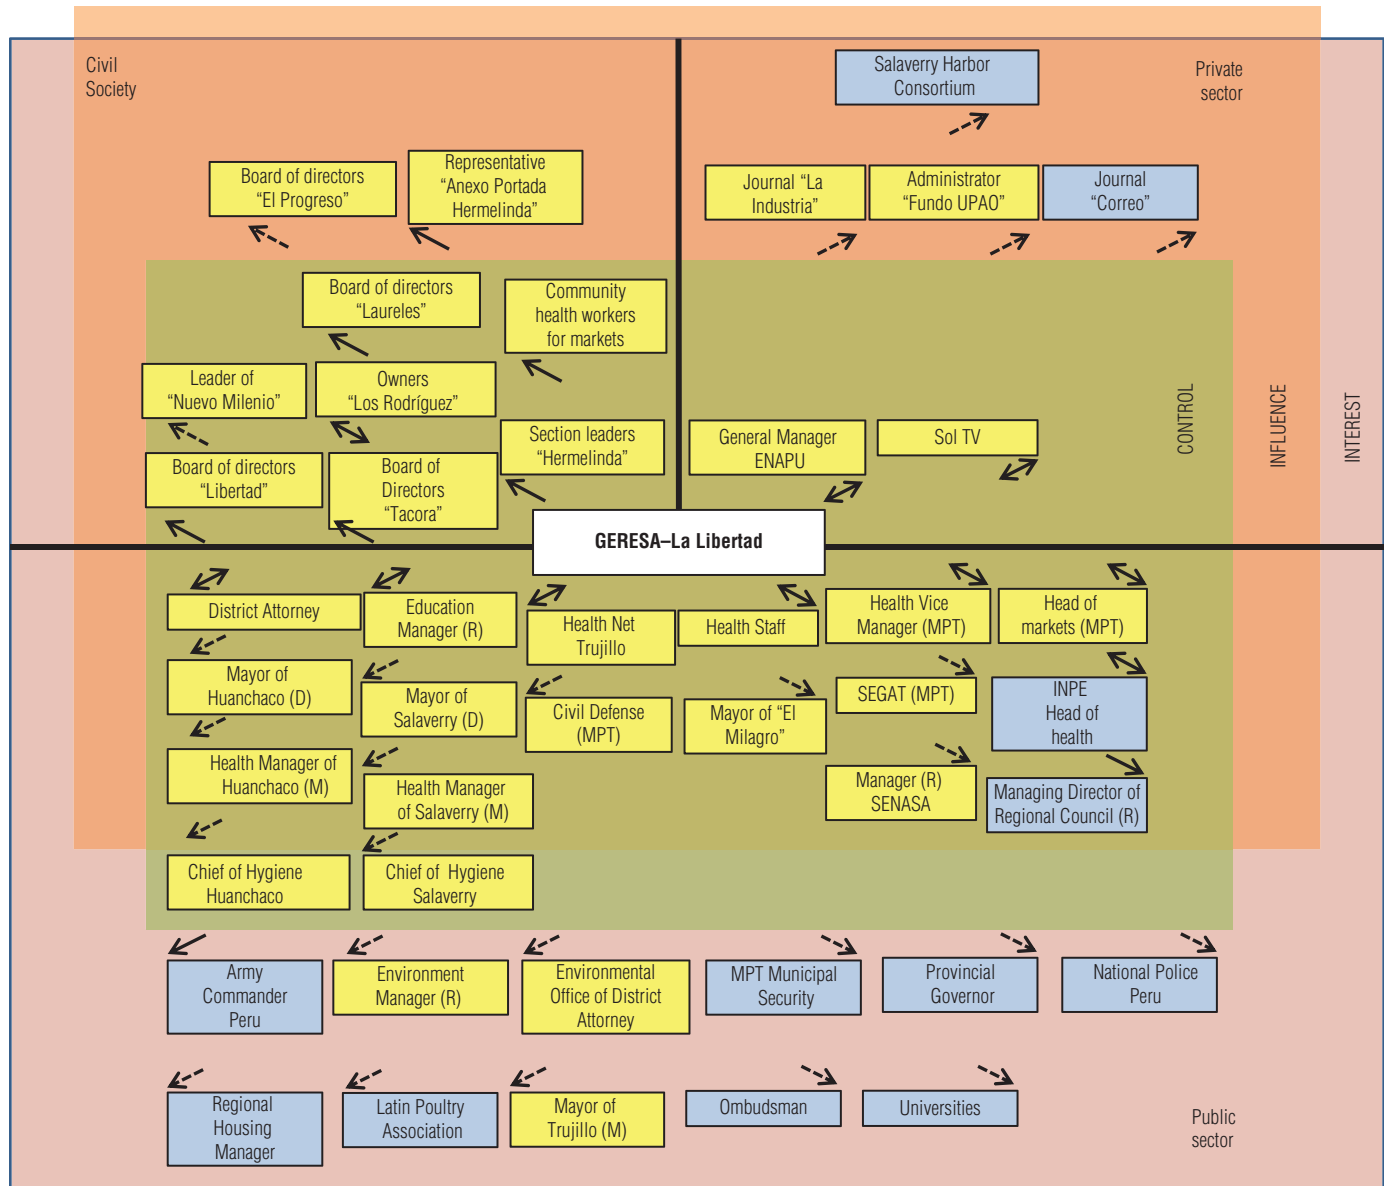 Civil
Society
Private
sector
Salaverry Harbor
Consortium
Board of directors
“El Progreso”
Representative
“Anexo Portada
Hermelinda”
Journal “La
Industria”
Administrator
“Fundo UPAO”
Journal
“Correo”
Board of directors
“Laureles”
Community
health workers
for markets
Leader of
“Nuevo Milenio”
Owners
“Los Rodríguez”
Section leaders
“Hermelinda”
General Manager
ENAPU
Sol TV
CONTROL
INFLUENCE
INTEREST
Board of directors
“Libertad”
Board of
Directors
“Tacora”
GERESA–La Libertad
District Attorney
Education
Manager (R)
Health Net
Trujillo
Health Staff
Health Vice
Manager (MPT)
Head of
markets (MPT)
Mayor of
Huanchaco (D)
Mayor of
Salaverry (D)
Civil Defense
(MPT)
Mayor of “El
Milagro”
SEGAT (MPT)
INPE
Head of
health
Health Manager of
Huanchaco (M)
Health Manager
of Salaverry (M)
Manager (R)
SENASA
Managing Director of
Regional Council (R)
Chief of Hygiene
Huanchaco
Chief of Hygiene
Salaverry
Army
Commander
Peru
Environment
Manager (R)
Environmental
Office of District
Attorney
MPT Municipal
Security
Provincial
Governor
National Police
Peru
Regional
Housing
Manager
Latin Poultry
Association
Mayor of
Trujillo (M)
Ombudsman
Universities
Public
sector